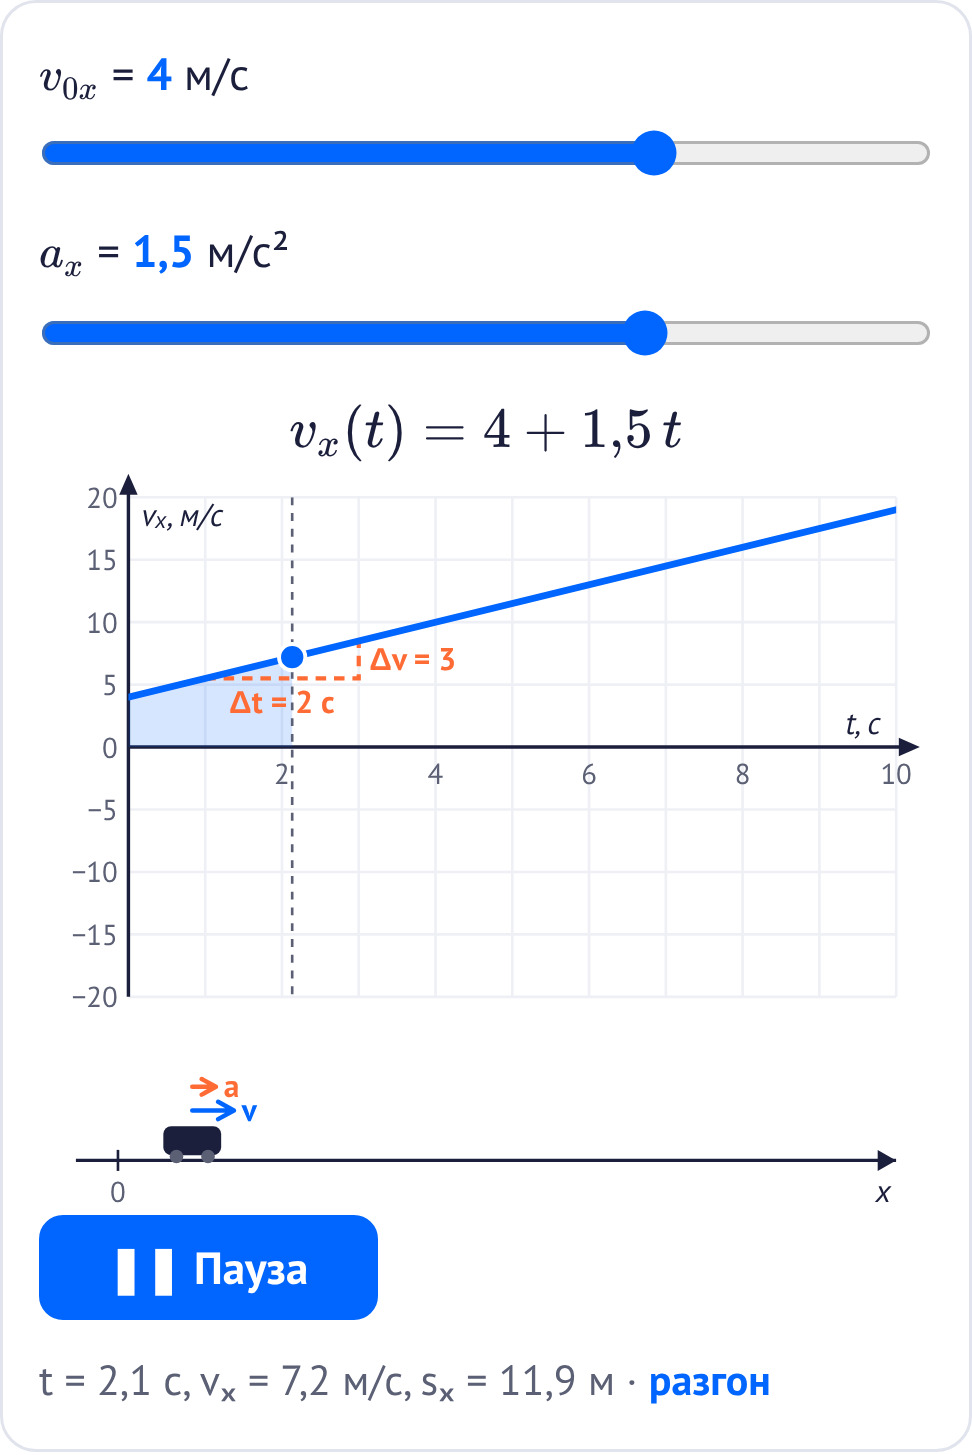 v₀ₓ = 4 м/с
aₓ = 1,5 м/с²
vₓ(t) = 4 + 1,5 t
20
vₓ, м/с
15
10
Δv = 3
5
Δt = 2 с
t, с
0
2 4 6 8 10
−5
−10
−15
−20
a
v
0 x
❚❚ Пауза
t = 2,1 с, vₓ = 7,2 м/с, sₓ = 11,9 м · разгон